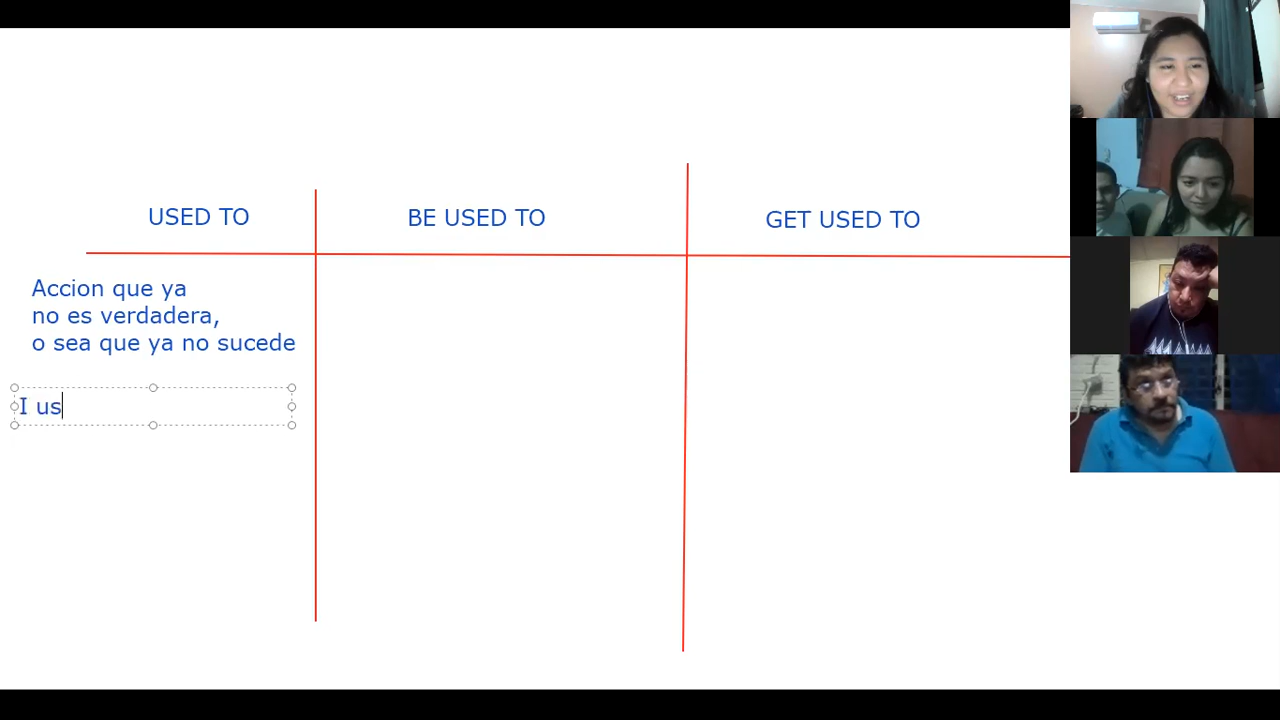 USED TO
BE USED TO
GET USED TO
Accion que ya
no es verdadera,
o sea que ya no sucede
I us